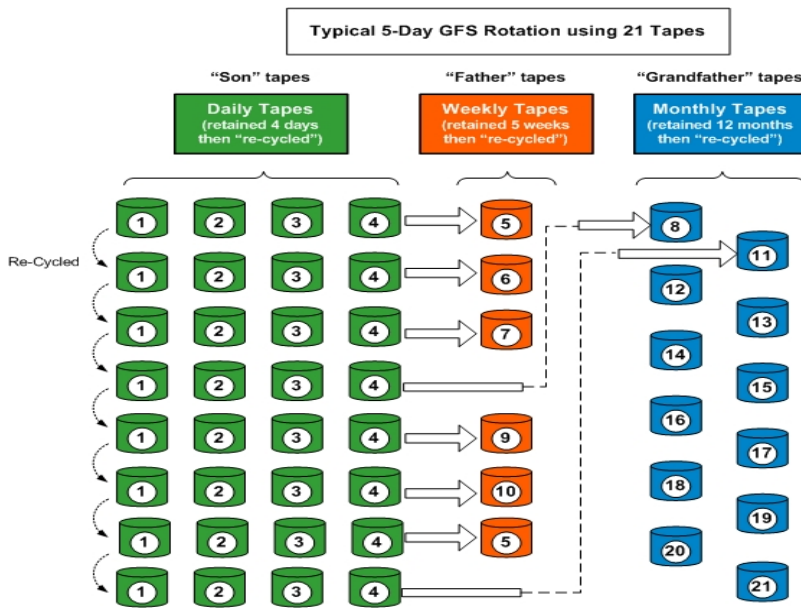 Typical 5-Day GFS Rotation using 21 Tapes
“Son” tapes “Father” tapes “Grandfather” tapes
Daily Tapes
(retained 4 days
then “re-cycled”)
Weekly Tapes
(retained 5 weeks
then “re-cycled”)
Monthly Tapes
(retained 12 months
then “re-cycled”)
1 2 3 4 5 8
Re-Cycled
11
1 2 3 4 6 12
1 2 3 4 7 13
14
1 2 3 4 15
16
1 2 3 4 9 17
1 2 3 4 10 18
19
1 2 3 4 5 20
1 2 3 4 21